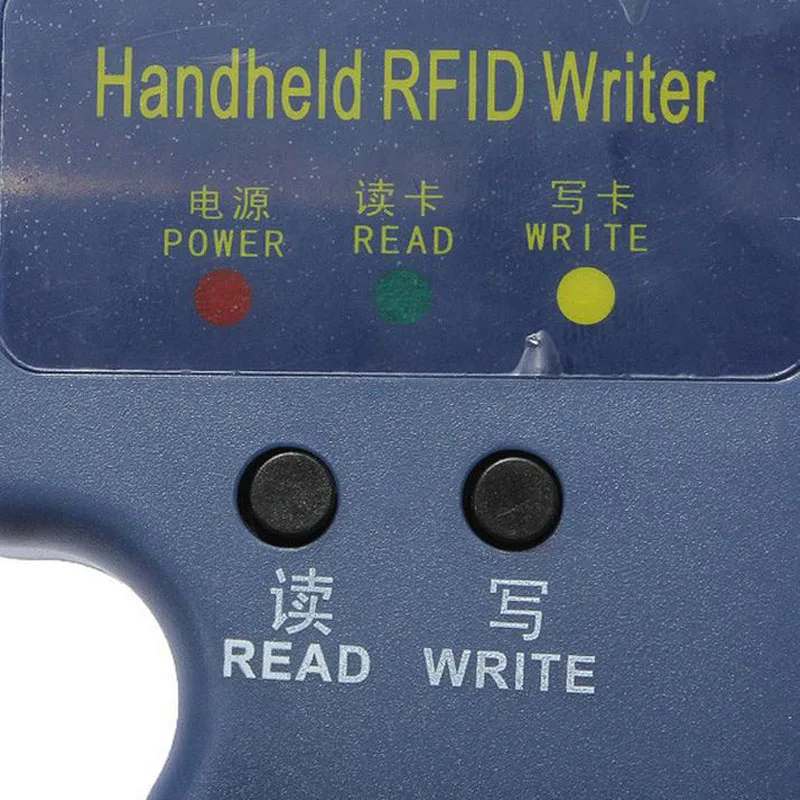 Handheld RFID Writer
电源 读卡 写卡
POWER READ WRITE
读 写
READ WRITE